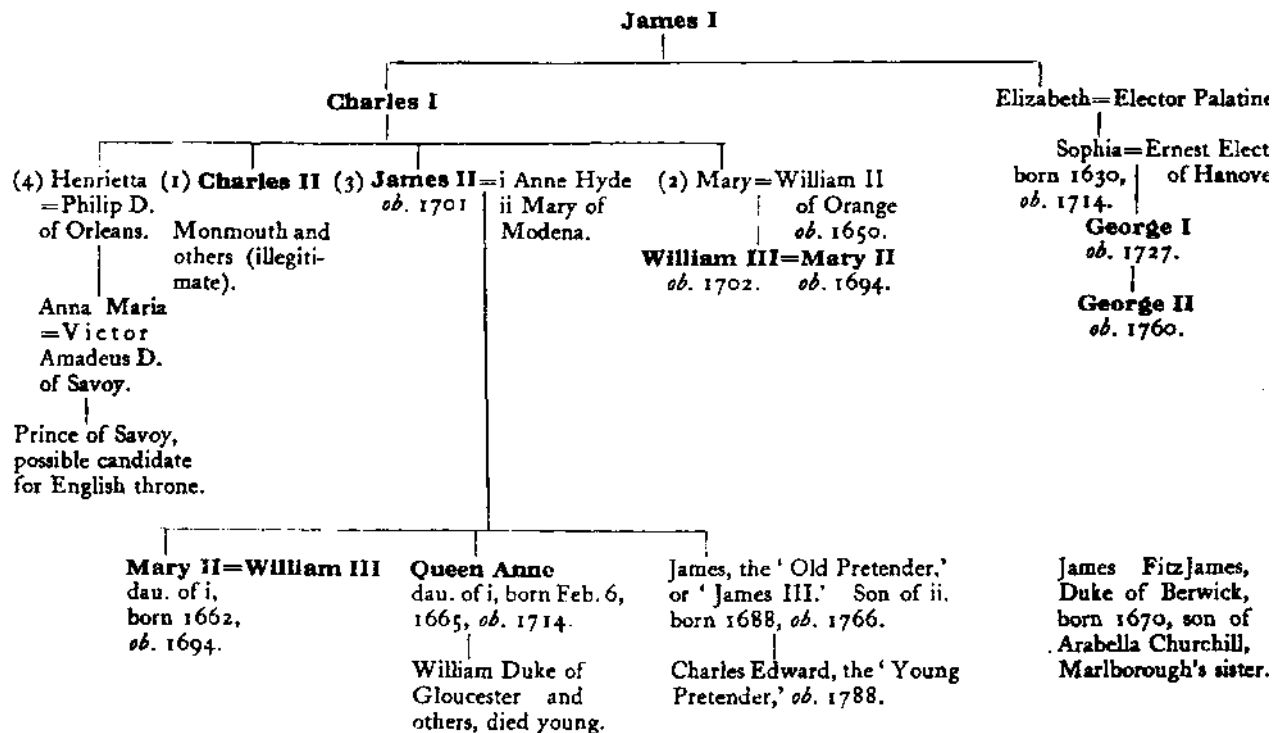 James I
Charles I
Elizabeth=Elector Palatine
Sophia=Ernest Elect
born 1630, of Hanove
ob. 1714.
George I
ob. 1727.
George II
ob. 1760.
(4) Henrietta
=Philip D.
of Orleans.
Anna Maria
=Victor
Amadeus D.
of Savoy.
Prince of Savoy,
possible candidate
for English throne.
(1) Charles II
Monmouth and
others (illegiti-
mate).
(3) James II=i Anne Hyde
ob. 1701 ii Mary of
Modena.
(2) Mary=William II
of Orange
ob. 1650.
William III=Mary II
ob. 1702. ob. 1694.
Mary II=William III
dau. of i,
born 1662,
ob. 1694.
Queen Anne
dau. of i, born Feb. 6,
1665, ob. 1714.
William Duke of
Gloucester and
others, died young.
James, the ‘Old Pretender,’
or ‘James III.’ Son of ii.
born 1688, ob. 1766.
Charles Edward, the ‘Young
Pretender,’ ob. 1788.
James FitzJames,
Duke of Berwick,
born 1670, son of
Arabella Churchill,
Marlborough's sister.